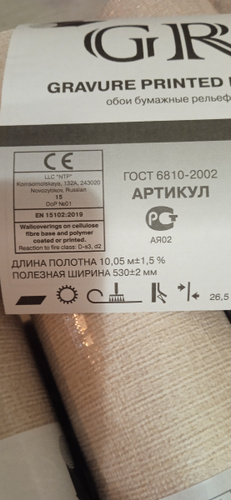 GR
GRAVURE PRINTED
обои бумажные рельеф
CE
LLC "NTP"
Komsomolskaya, 132A, 243020
Novozybkov, Russian
15
DoP №01
EN 15102:2019
Wallcoverings on cellulose
fibre base and polymer
coated or printed.
Reaction to fire class: D-s3, d2
ГОСТ 6810-2002
АРТИКУЛ
РСТ
АЯ02
ДЛИНА ПОЛОТНА 10,05 м±1,5 %
ПОЛЕЗНАЯ ШИРИНА 530±2 мм
26,5